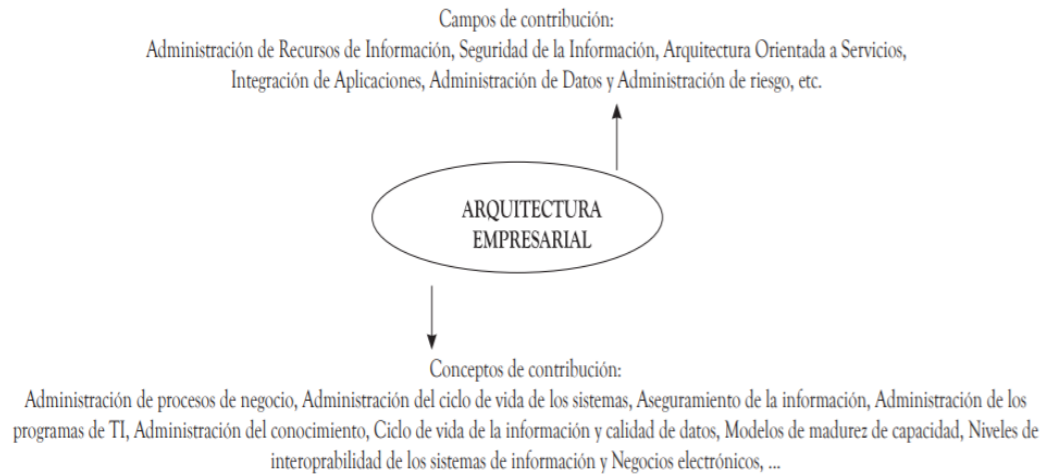 Campos de contribución:
Administración de Recursos de Información, Seguridad de la Información, Arquitectura Orientada a Servicios,
Integración de Aplicaciones, Administración de Datos y Administración de riesgo, etc.
ARQUITECTURA
EMPRESARIAL
Conceptos de contribución:
Administración de procesos de negocio, Administración del ciclo de vida de los sistemas, Aseguramiento de la información, Administración de los
programas de TI, Administración del conocimiento, Ciclo de vida de la información y calidad de datos, Modelos de madurez de capacidad, Niveles de
interoprabilidad de los sistemas de información y Negocios electrónicos, ...